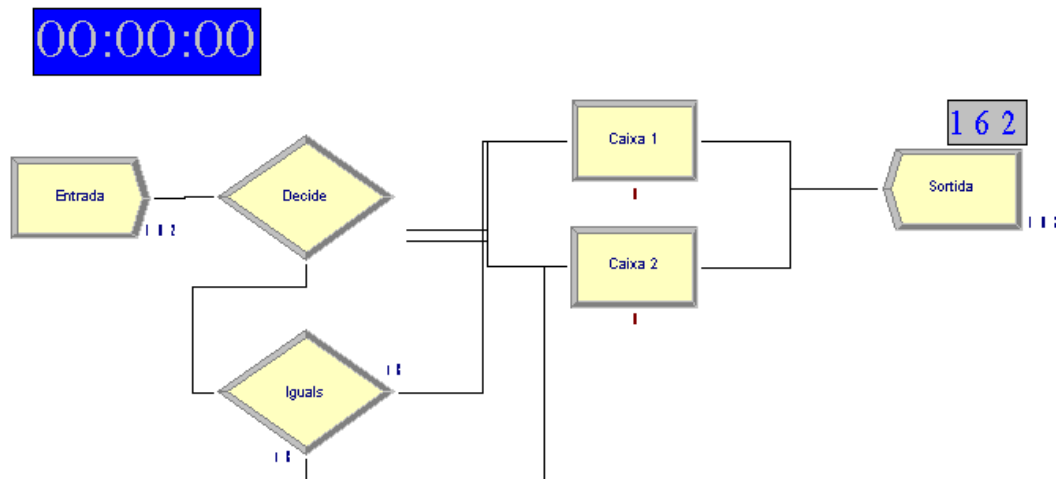 00:00:00
Caixa 1
1 6 2
Entrada
Decide
Sortida
Caixa 2
Iguals